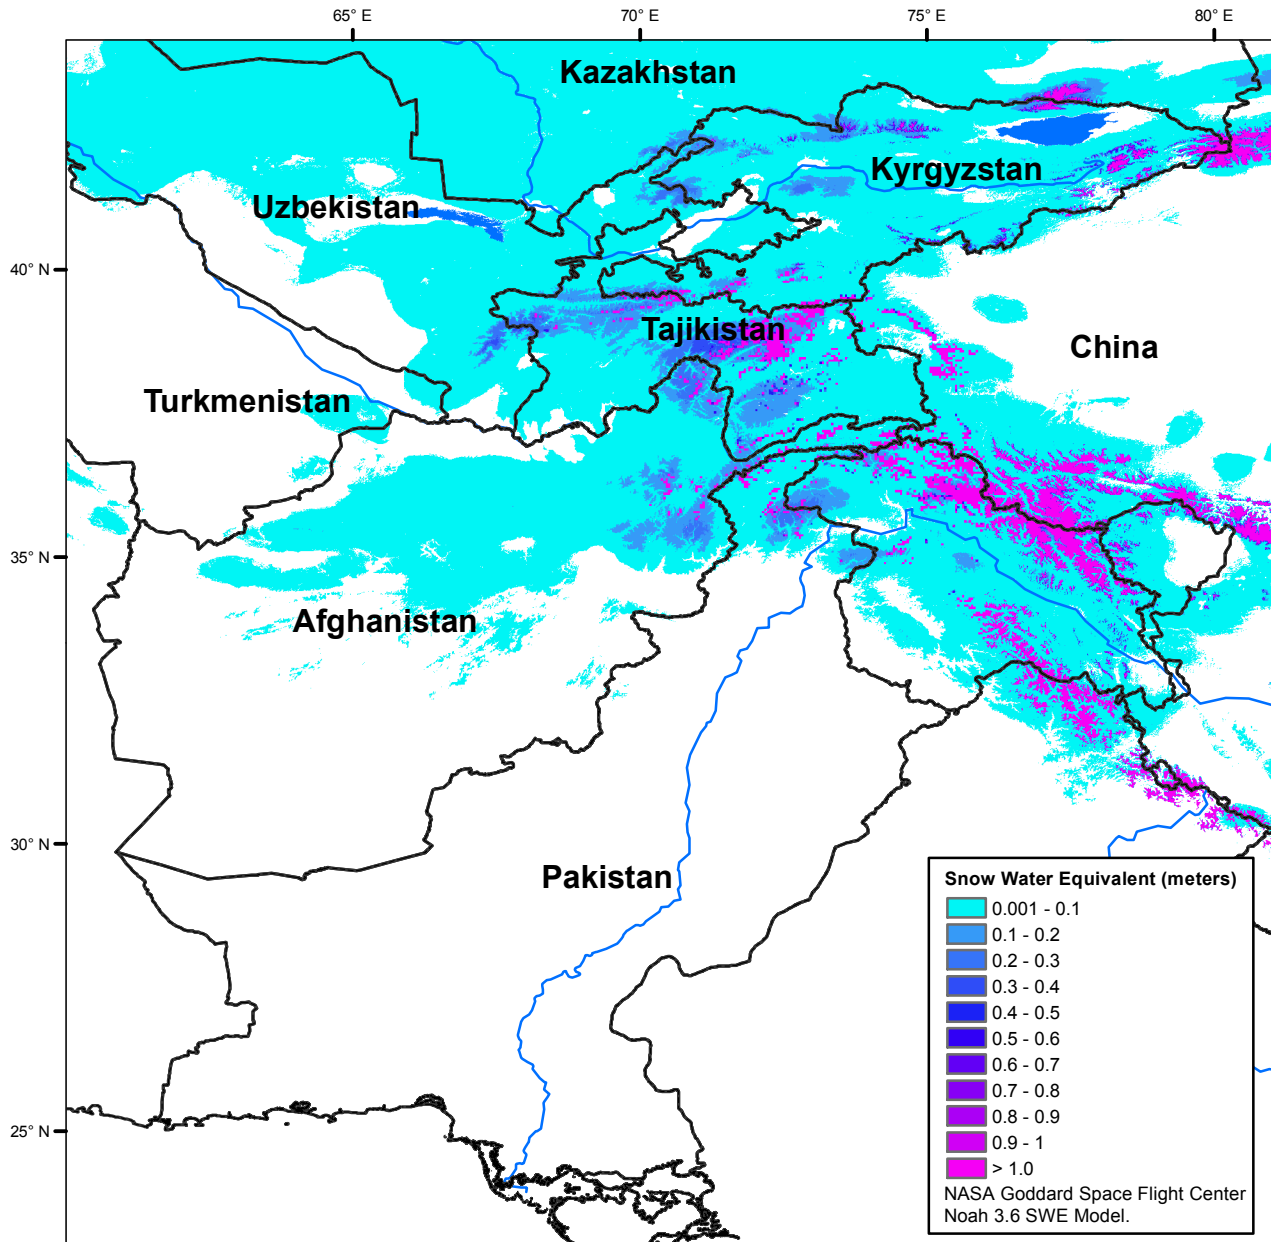 65° E
70° E
75° E
80° E
Kazakhstan
Kyrgyzstan
Uzbekistan
40° N
Tajikistan
China
Turkmenistan
35° N
Afghanistan
30° N
Pakistan
25° N
Snow Water Equivalent (meters)
0.001 - 0.1
0.1 - 0.2
0.2 - 0.3
0.3 - 0.4
0.4 - 0.5
0.5 - 0.6
0.6 - 0.7
0.7 - 0.8
0.8 - 0.9
0.9 - 1
> 1.0
NASA Goddard Space Flight Center
Noah 3.6 SWE Model.